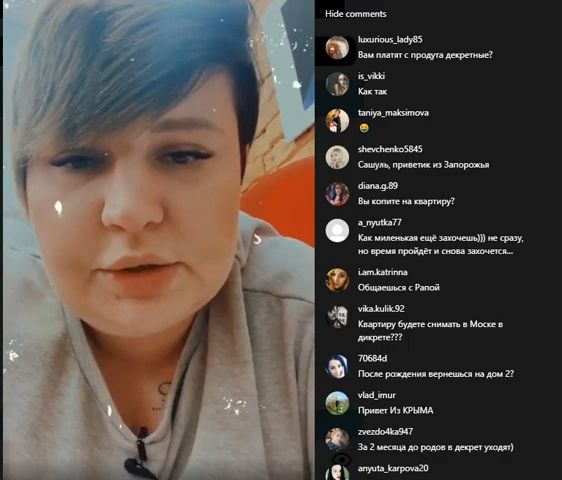 Hide comments
luxurious_lady85
Вам платят с продута декретные?
is_vikki
Как так
taniya_maksimova
😂
shevchenko5845
Сашуль, приветик из Запорожья
diana.g.89
Вы копите на квартиру?
a_nyutka77
Как миленькая ещё захочешь))) не сразу,
но время пройдёт и снова захочется...
i.am.katrinna
Общаешься с Рапой
vika.kulik.92
Квартиру будете снимать в Моске в
дикрете???
70684d
После рождения вернешься на дом 2?
vlad_imur
Привет Из КРЫМА
zvezdo4ka947
За 2 месяца до родов в декрет уходят)
anyuta_karpova20